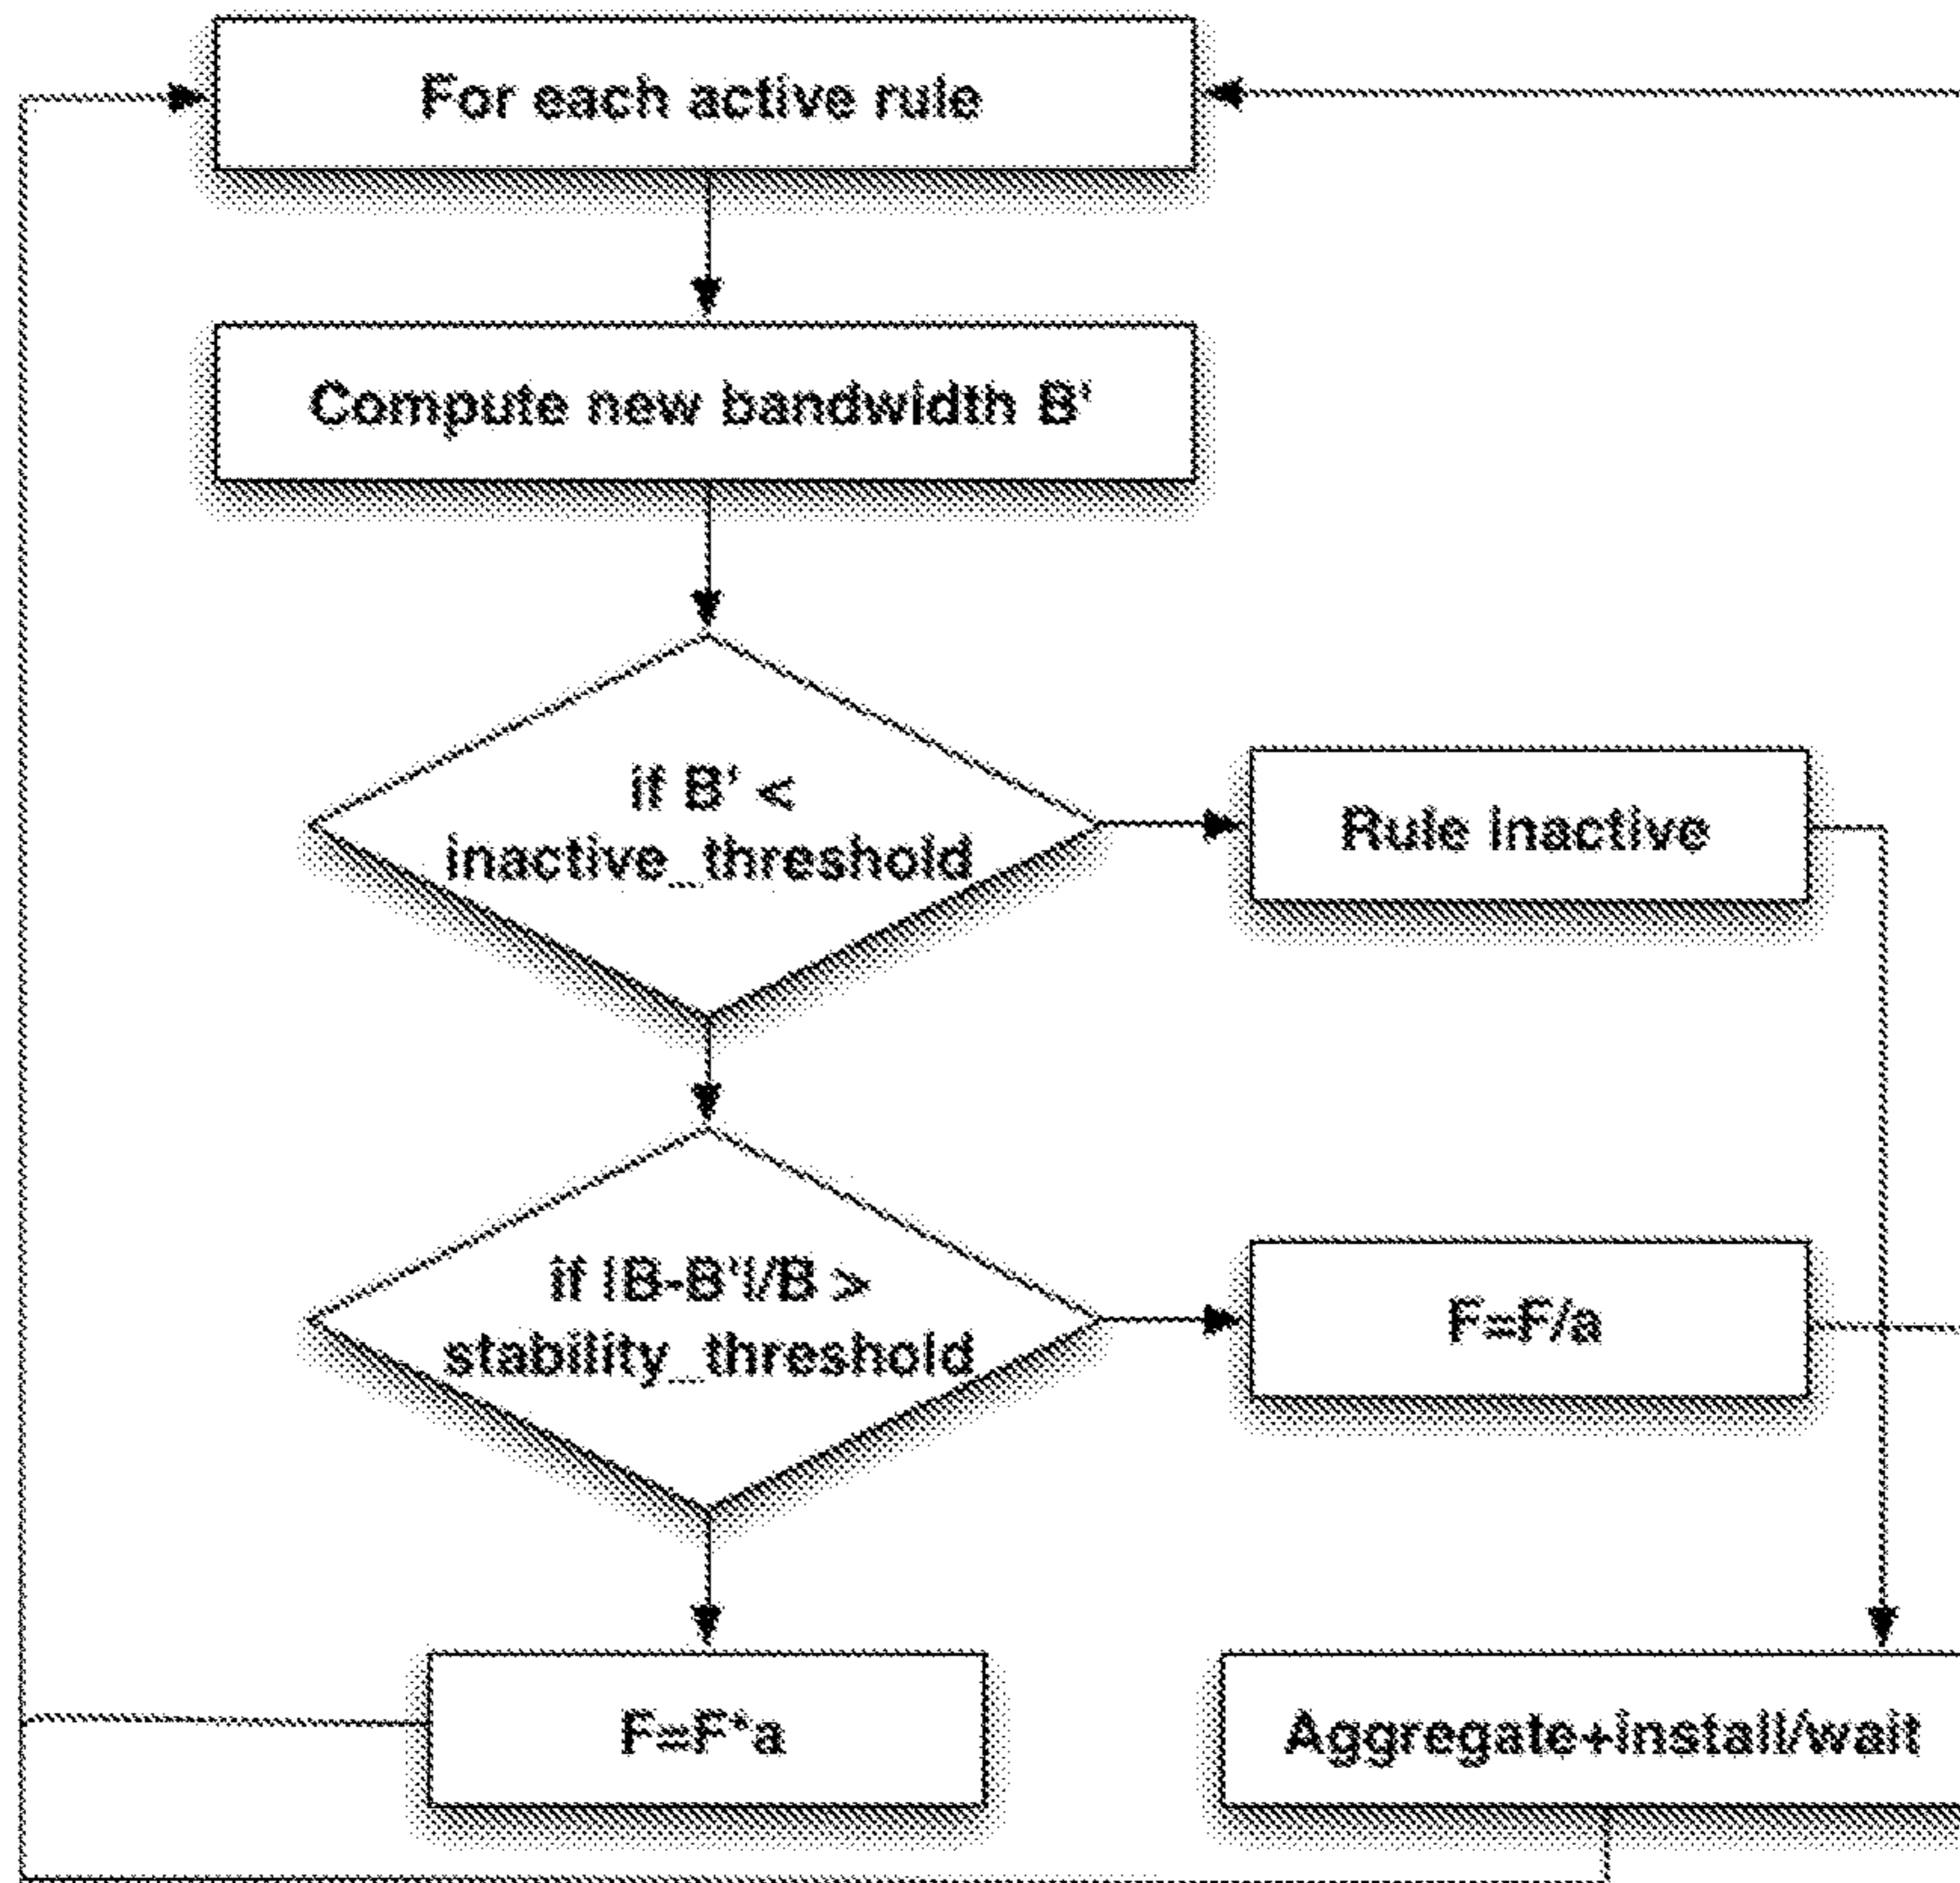 For each active rule
Compute new bandwidth B'
if B' <
inactive_threshold
Rule inactive
if |B-B'|/B >
stability_threshold
F=F/a
F=F*a
Aggregate+install/wait